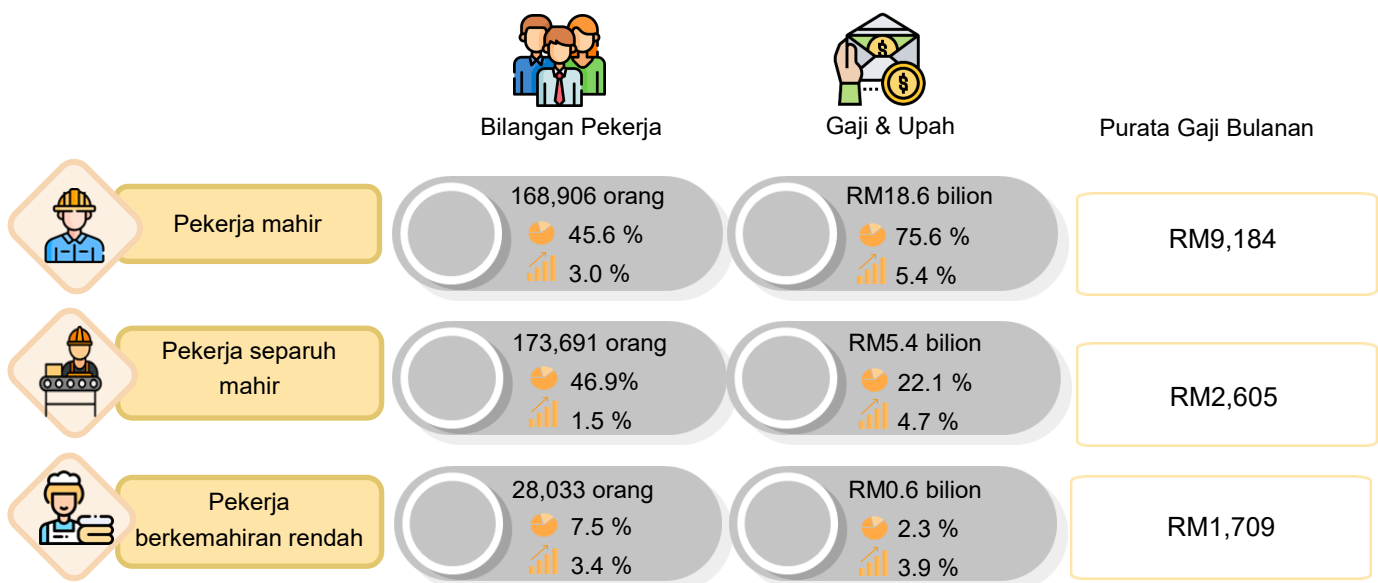 Bilangan Pekerja
Gaji & Upah
Purata Gaji Bulanan
Pekerja mahir
168,906 orang
45.6 %
3.0 %
RM18.6 bilion
75.6 %
5.4 %
RM9,184
Pekerja separuh
mahir
173,691 orang
46.9%
1.5 %
RM5.4 bilion
22.1 %
4.7 %
RM2,605
Pekerja
berkemahiran rendah
28,033 orang
7.5 %
3.4 %
RM0.6 bilion
2.3 %
3.9 %
RM1,709